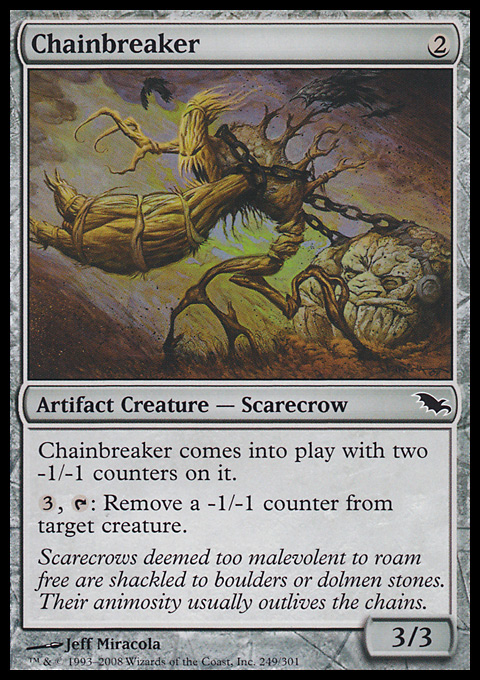 Chainbreaker 2
Artifact Creature — Scarecrow
Chainbreaker comes into play with two
-1/-1 counters on it.
3, : Remove a -1/-1 counter from
target creature.
Scarecrows deemed too malevolent to roam
free are shackled to boulders or dolmen stones.
Their animosity usually outlives the chains.
Jeff Miracola
3/3
™ & © 1993–2008 Wizards of the Coast, Inc. 249/301